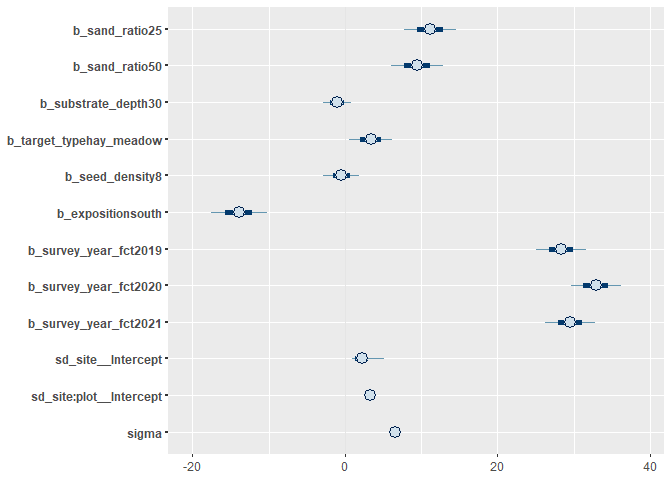 b_sand_ratio25
b_sand_ratio50
b_substrate_depth30
b_target_typehay_meadow
b_seed_density8
b_expositionsouth
b_survey_year_fct2019
b_survey_year_fct2020
b_survey_year_fct2021
sd_site__Intercept
sd_site:plot__Intercept
sigma
-20 0 20 40